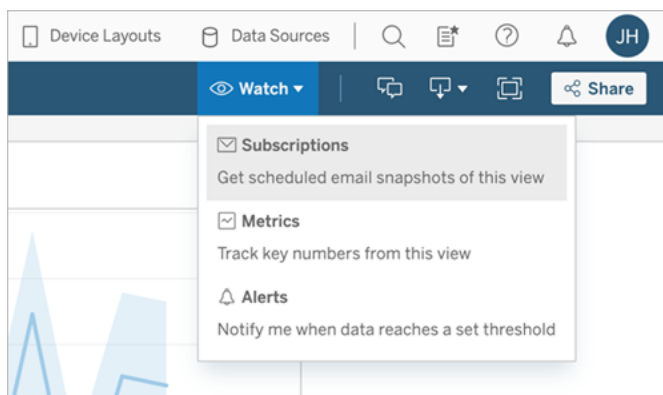 Device Layouts
Data Sources
JH
Watch
Share
Subscriptions
Get scheduled email snapshots of this view
Metrics
Track key numbers from this view
Alerts
Notify me when data reaches a set threshold